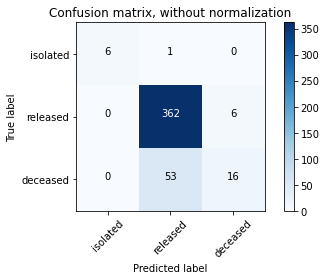 Confusion matrix, without normalization
True label
isolated
released
deceased
6 1 0
0 362 6
0 53 16
isolated
released
deceased
Predicted label
350
300
250
200
150
100
50
0